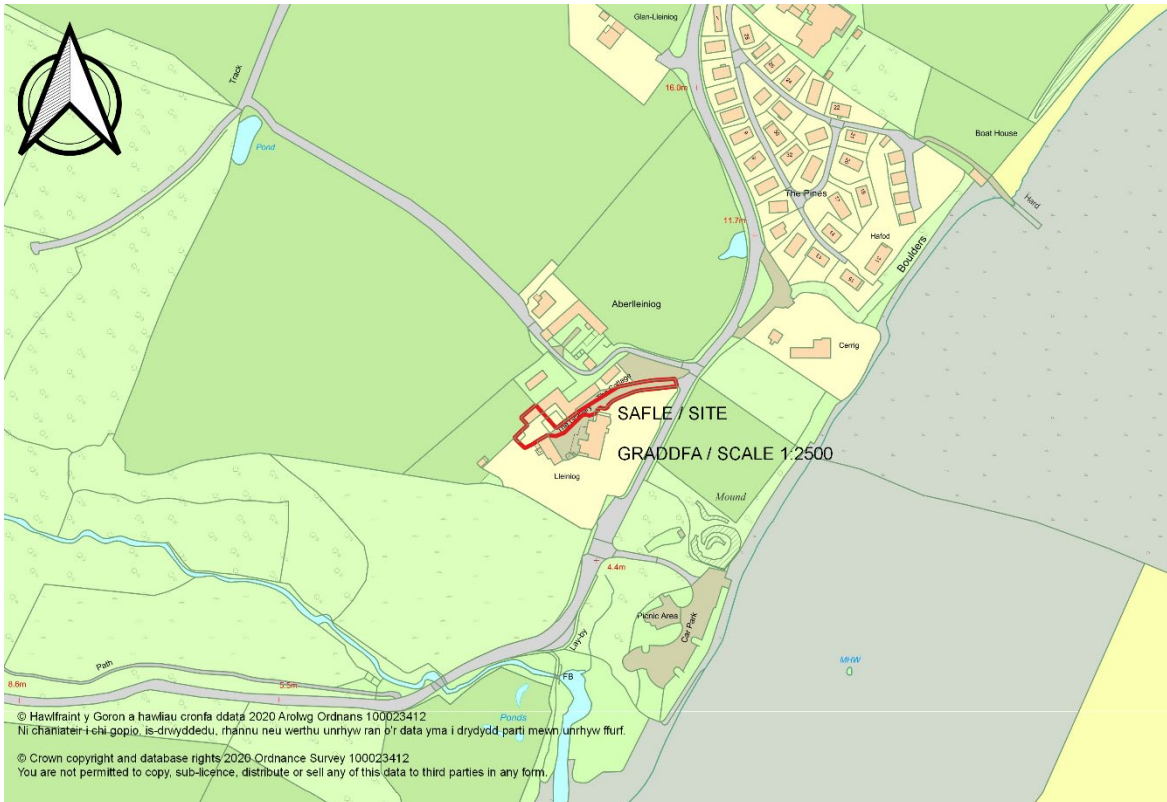 Glan-Lleiniog
Track
16.0m
Pond
Boat House
The Pines
Hard
11.7m
Hafod
Boulders
Aberlleiniog
Cerrig
SAFLE / SITE
GRADDFA / SCALE 1:2500
Lleiniog
Mound
4.4m
Picnic Area
Car Park
Lay-by
MHW
Path
FB
8.6m
5.5m
Ponds
© Hawlfraint y Goron a hawliau cronfa ddata 2020 Arolwg Ordnans 100023412
Ni chaniateir i chi gopio, is-drwyddedu, rhannu neu werthu unrhyw ran o'r data yma i drydydd parti mewn unrhyw ffurf.
© Crown copyright and database rights 2020 Ordnance Survey 100023412
You are not permitted to copy, sub-licence, distribute or sell any of this data to third parties in any form.